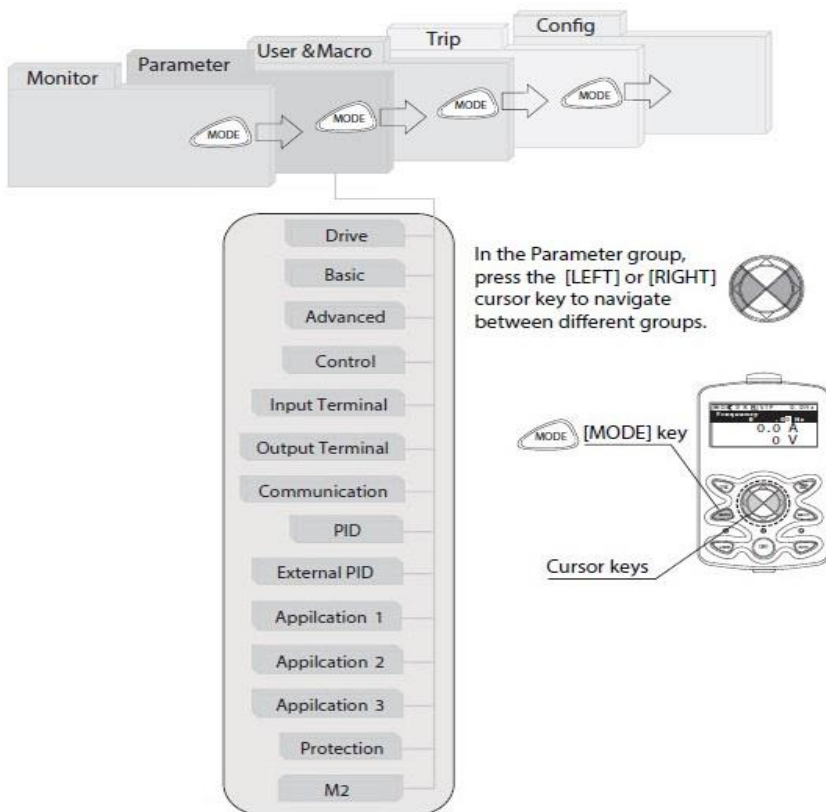 Monitor
Parameter
User &Macro
Trip
Config
MODE
MODE
MODE
MODE
Drive
Basic
Advanced
Control
Input Terminal
Output Terminal
Communication
PID
External PID
Appilcation 1
Appilcation 2
Appilcation 3
Protection
M2
In the Parameter group,
press the [LEFT] or [RIGHT]
cursor key to navigate
between different groups.
MODE [MODE] key
Frequency
0.0 A
0 V
Cursor keys